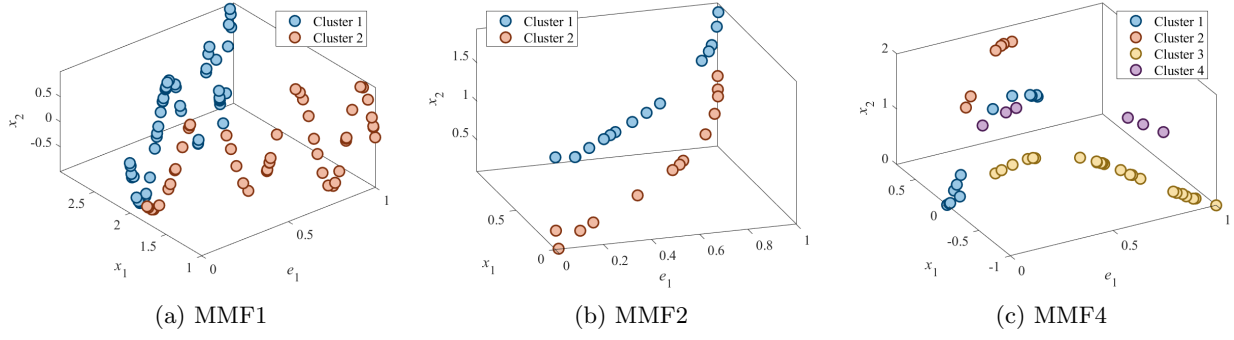 Cluster 1
Cluster 2
0.5
0
-0.5
x₂
2.5
2
1.5
1
x₁
0
0.5
1
e₁
(a) MMF1
Cluster 1
Cluster 2
1.5
1
0.5
x₂
x₁
0
0
0.2
0.4
0.6
0.8
1
e₁
(b) MMF2
Cluster 1
Cluster 2
Cluster 3
Cluster 4
2
1
0
x₂
0.5
0
-0.5
-1
x₁
0
0.5
1
e₁
(c) MMF4